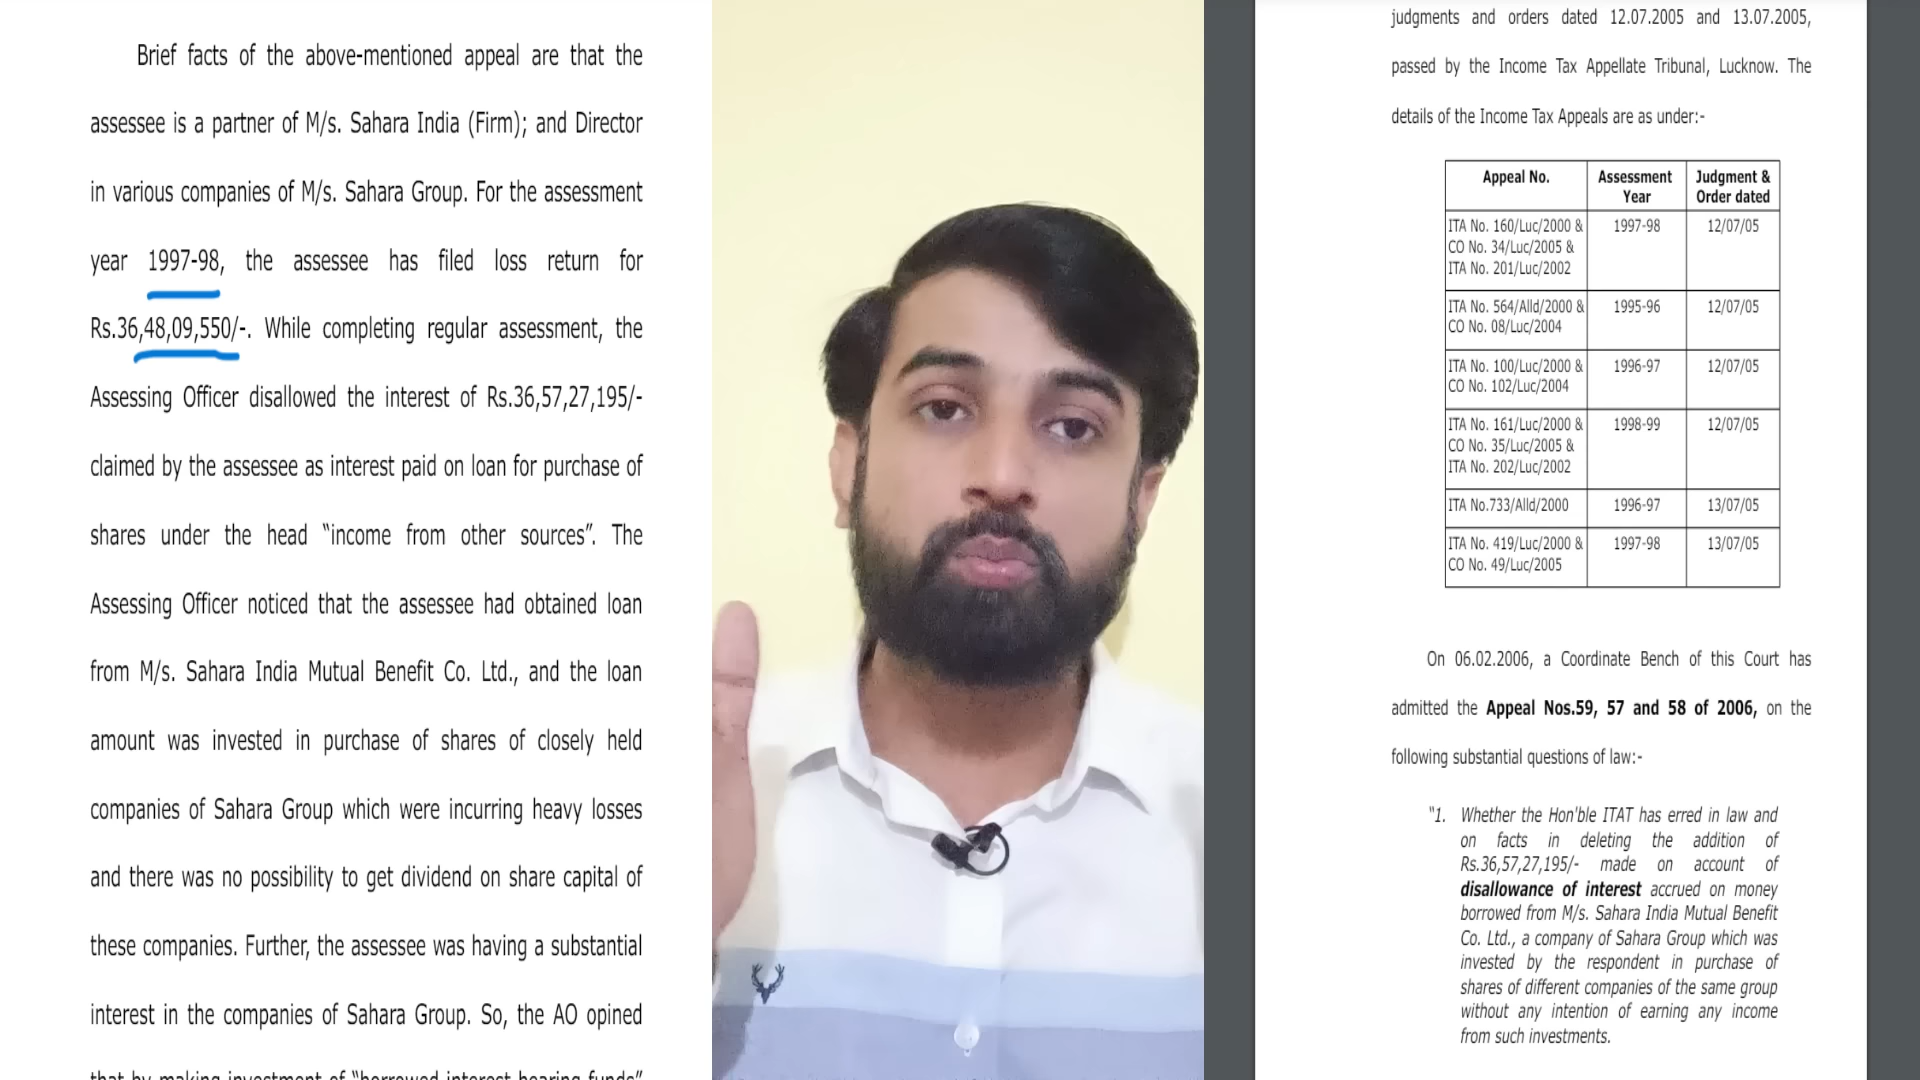 Brief facts of the above-mentioned appeal are that the
assessee is a partner of M/s. Sahara India (Firm); and Director
in various companies of M/s. Sahara Group. For the assessment
year 1997-98, the assessee has filed loss return for
Rs.36,48,09,550/-. While completing regular assessment, the
Assessing Officer disallowed the interest of Rs.36,57,27,195/-
claimed by the assessee as interest paid on loan for purchase of
shares under the head “income from other sources”. The
Assessing Officer noticed that the assessee had obtained loan
from M/s. Sahara India Mutual Benefit Co. Ltd., and the loan
amount was invested in purchase of shares of closely held
companies of Sahara Group which were incurring heavy losses
and there was no possibility to get dividend on share capital of
these companies. Further, the assessee was having a substantial
interest in the companies of Sahara Group. So, the AO opined
that by making investment of “borrowed interest bearing funds”
judgments and orders dated 12.07.2005 and 13.07.2005,
passed by the Income Tax Appellate Tribunal, Lucknow. The
details of the Income Tax Appeals are as under:-
Appeal No. Assessment Year Judgment & Order dated
ITA No. 160/Luc/2000 & 1997-98 12/07/05
CO No. 34/Luc/2005 &
ITA No. 201/Luc/2002
ITA No. 564/Alld/2000 & 1995-96 12/07/05
CO No. 08/Luc/2004
ITA No. 100/Luc/2000 & 1996-97 12/07/05
CO No. 102/Luc/2004
ITA No. 161/Luc/2000 & 1998-99 12/07/05
CO No. 35/Luc/2005 &
ITA No. 202/Luc/2002
ITA No.733/Alld/2000 1996-97 13/07/05
ITA No. 419/Luc/2000 & 1997-98 13/07/05
CO No. 49/Luc/2005
On 06.02.2006, a Coordinate Bench of this Court has
admitted the Appeal Nos.59, 57 and 58 of 2006, on the
following substantial questions of law:-
“1. Whether the Hon'ble ITAT has erred in law and
on facts in deleting the addition of
Rs.36,57,27,195/- made on account of
disallowance of interest accrued on money
borrowed from M/s. Sahara India Mutual Benefit
Co. Ltd., a company of Sahara Group which was
invested by the respondent in purchase of
shares of different companies of the same group
without any intention of earning any income
from such investments.